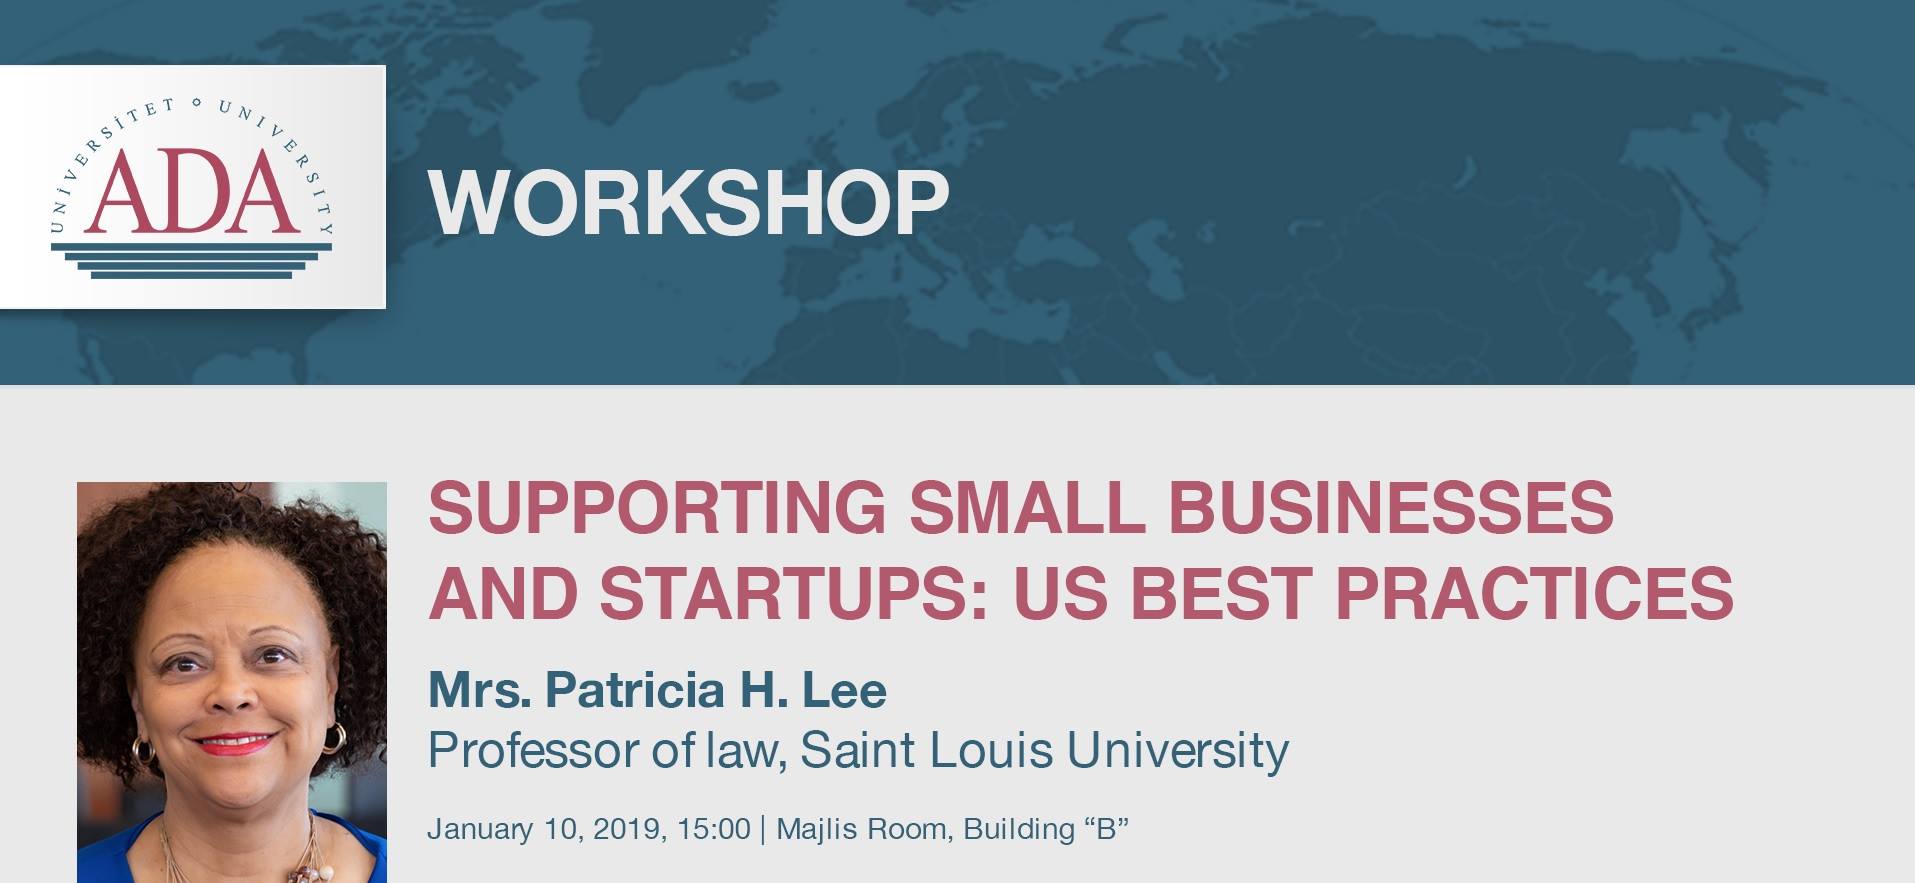 UNİVERSİTET ∘ UNIVERSITY
ADA
WORKSHOP
SUPPORTING SMALL BUSINESSES
AND STARTUPS: US BEST PRACTICES
Mrs. Patricia H. Lee
Professor of law, Saint Louis University
January 10, 2019, 15:00 | Majlis Room, Building “B”